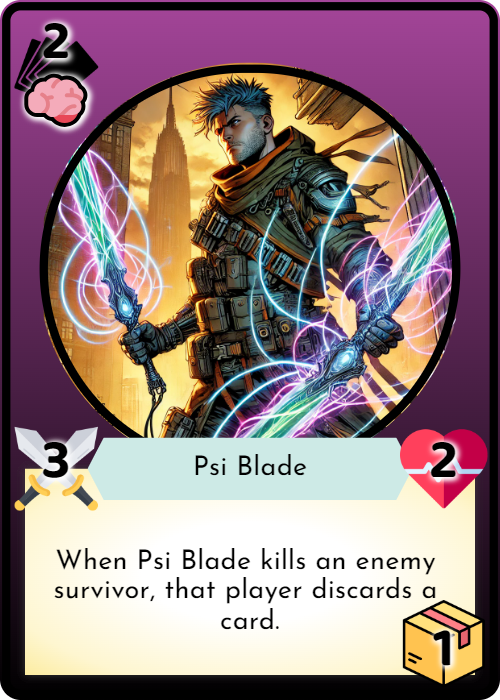 2
3
Psi Blade
2
When Psi Blade kills an enemy
survivor, that player discards a
card.
1